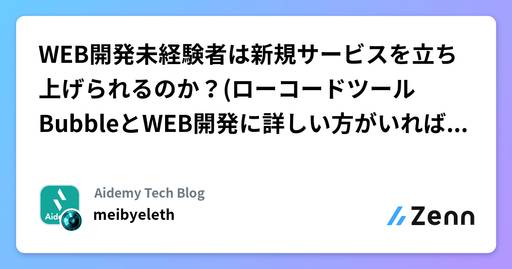 WEB開発未経験者は新規サービスを立ち
上げられるのか？(ローコードツール
BubbleとWEB開発に詳しい方がいれば...
Aidemy Tech Blog
meibyeleth
Zenn